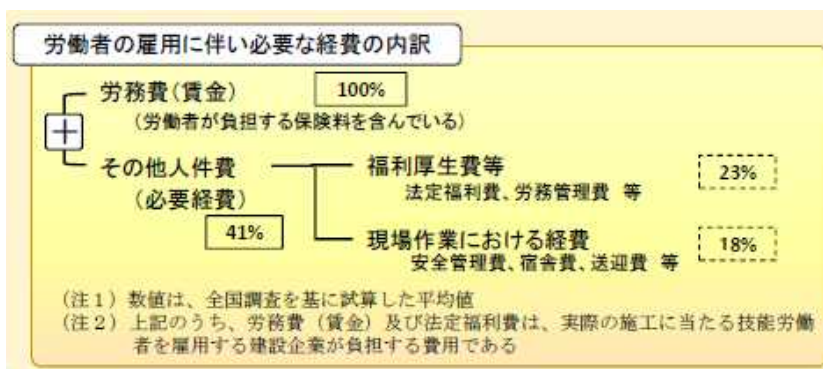 労働者の雇用に伴い必要な経費の内訳
労務費(賃金) 100%
(労働者が負担する保険料を含んでいる)
+
その他人件費
(必要経費)
41%
福利厚生費等 23%
法定福利費、労務管理費 等
現場作業における経費 18%
安全管理費、宿舎費、送迎費 等
(注1)数値は、全国調査を基に試算した平均値
(注2)上記のうち、労務費(賃金)及び法定福利費は、実際の施工に当たる技能労働
者を雇用する建設企業が負担する費用である